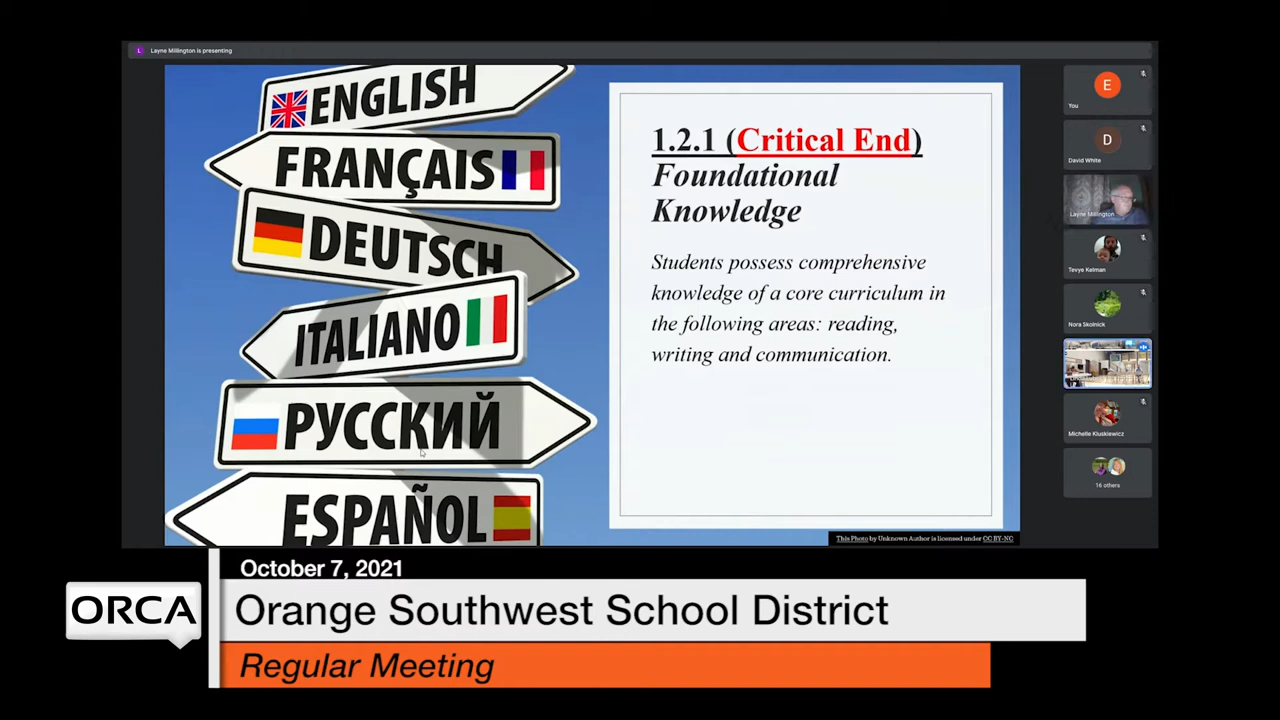 Layne Millington is presenting
ENGLISH
FRANÇAIS
DEUTSCH
ITALIANO
РУССКИЙ
ESPAÑOL
1.2.1 (Critical End)
Foundational
Knowledge
Students possess comprehensive
knowledge of a core curriculum in
the following areas: reading,
writing and communication.
This Photo by Unknown Author is licensed under CC BY-NC
E
You
D
David White
Layne Millington
Tevye Kelman
Nora Skolnick
Michelle Kluskiewicz
16 others
October 7, 2021
ORCA
Orange Southwest School District
Regular Meeting